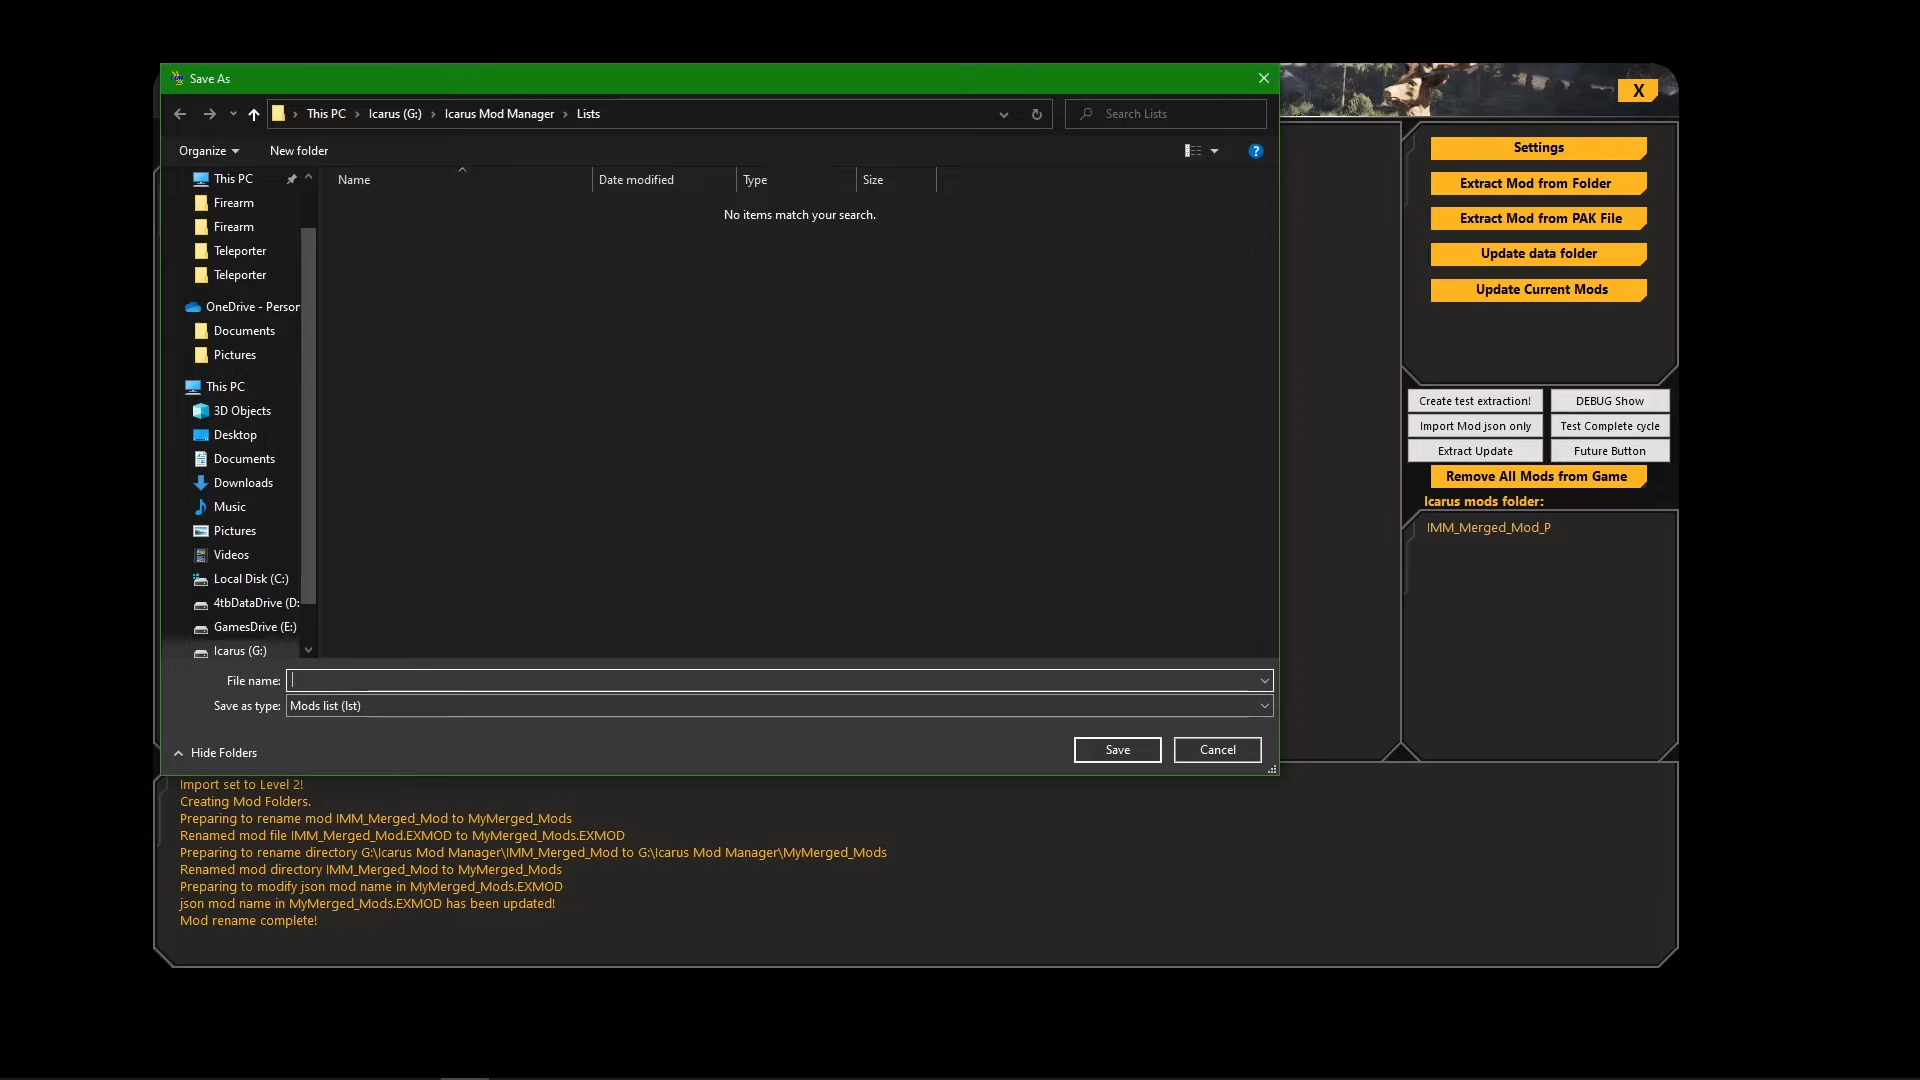 Save As
This PC
Icarus (G:)
Icarus Mod Manager
Lists
Search Lists
X
Organize
New folder
?
Name
Date modified
Type
Size
No items match your search.
This PC
Firearm
Firearm
Teleporter
Teleporter
OneDrive - Person
Documents
Pictures
This PC
3D Objects
Desktop
Documents
Downloads
Music
Pictures
Videos
Local Disk (C:)
4tbDataDrive (D:
GamesDrive (E:)
Icarus (G:)
File name:
Save as type:
Mods list (lst)
Hide Folders
Save
Cancel
Settings
Extract Mod from Folder
Extract Mod from PAK File
Update data folder
Update Current Mods
Create test extraction!
DEBUG Show
Import Mod json only
Test Complete cycle
Extract Update
Future Button
Remove All Mods from Game
Icarus mods folder:
IMM_Merged_Mod_P
Import set to Level 2!
Creating Mod Folders.
Preparing to rename mod IMM_Merged_Mod to MyMerged_Mods
Renamed mod file IMM_Merged_Mod.EXMOD to MyMerged_Mods.EXMOD
Preparing to rename directory G:\Icarus Mod Manager\IMM_Merged_Mod to G:\Icarus Mod Manager\MyMerged_Mods
Renamed mod directory IMM_Merged_Mod to MyMerged_Mods
Preparing to modify json mod name in MyMerged_Mods.EXMOD
json mod name in MyMerged_Mods.EXMOD has been updated!
Mod rename complete!